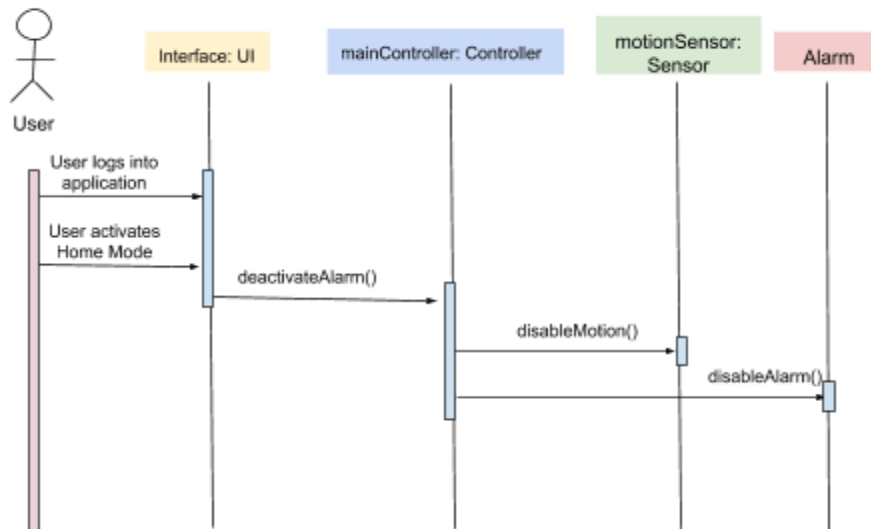 User
Interface: UI
mainController: Controller
motionSensor:
Sensor
Alarm
User logs into
application
User activates
Home Mode
deactivateAlarm()
disableMotion()
disableAlarm()